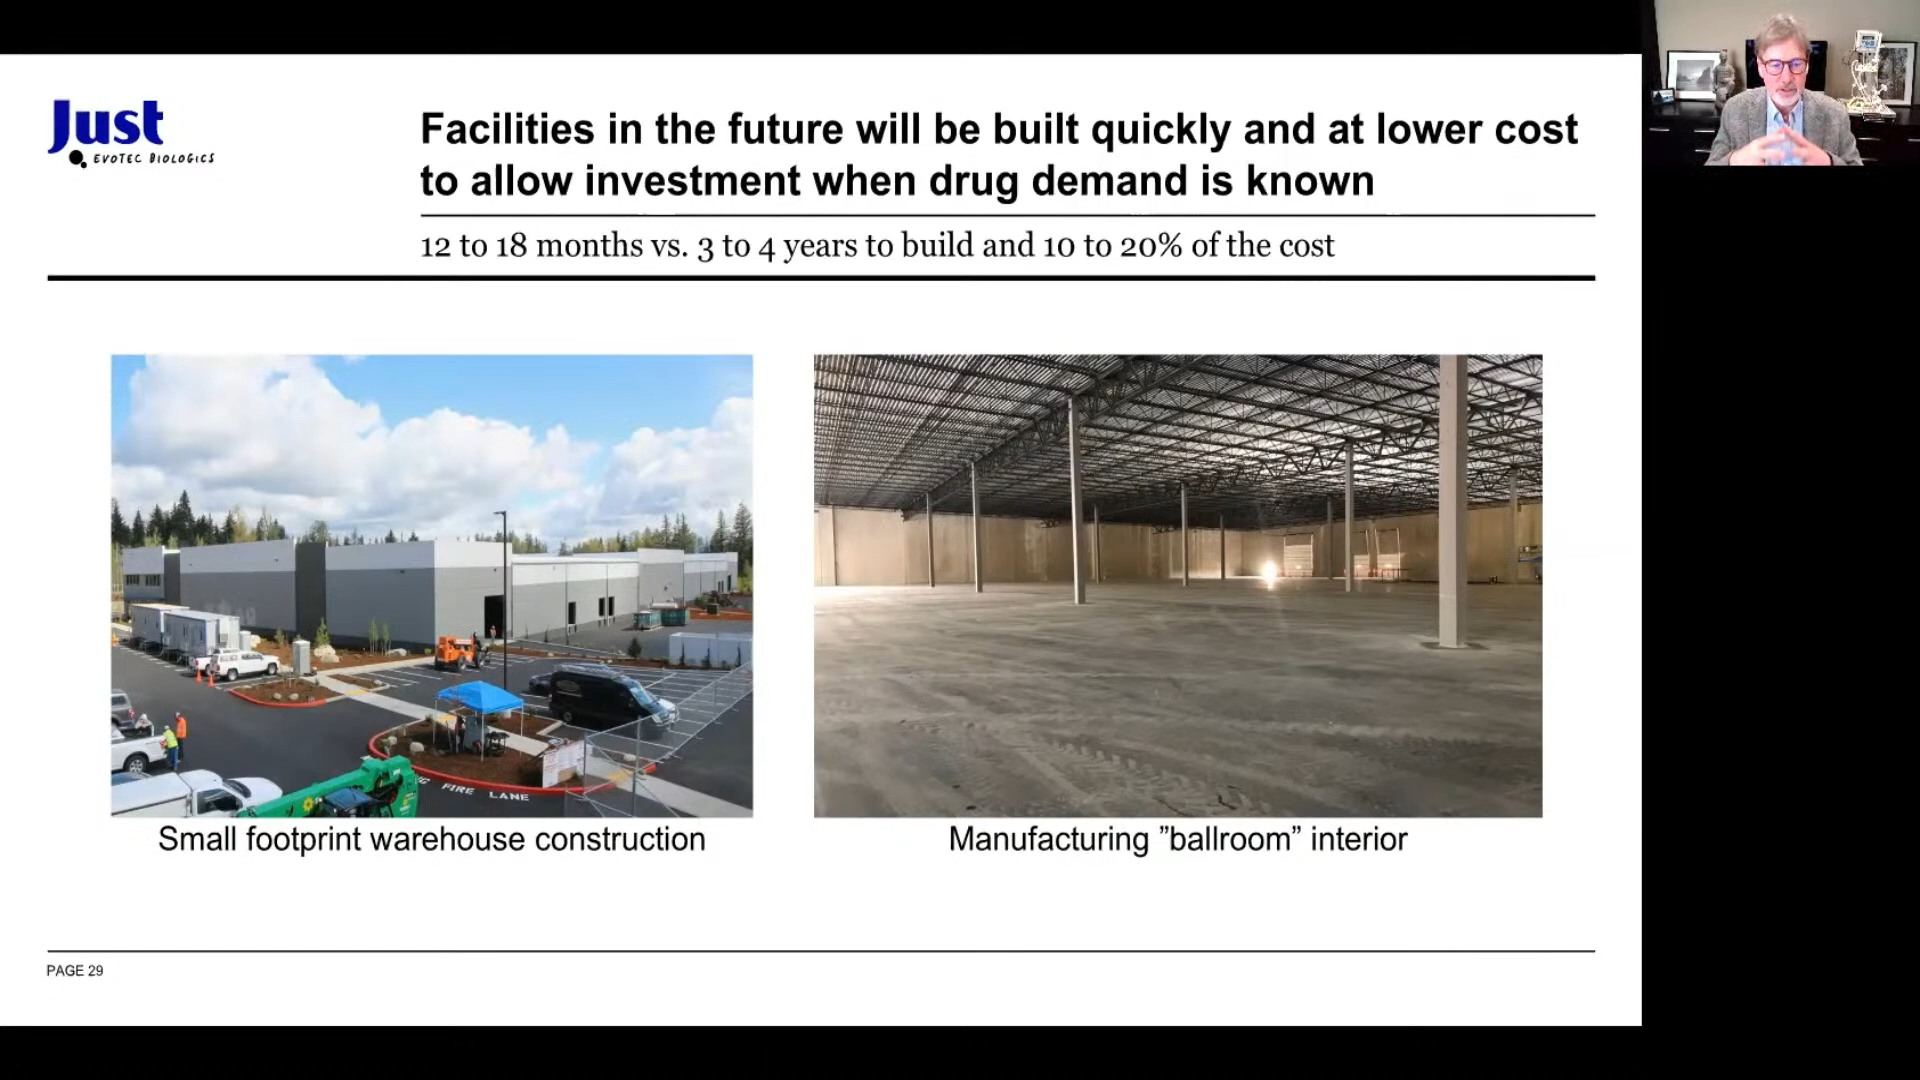 Just
EVOTEC BIOLOGICS
Facilities in the future will be built quickly and at lower cost
to allow investment when drug demand is known
12 to 18 months vs. 3 to 4 years to build and 10 to 20% of the cost
FIRE LANE
Small footprint warehouse construction
Manufacturing ”ballroom” interior
PAGE 29